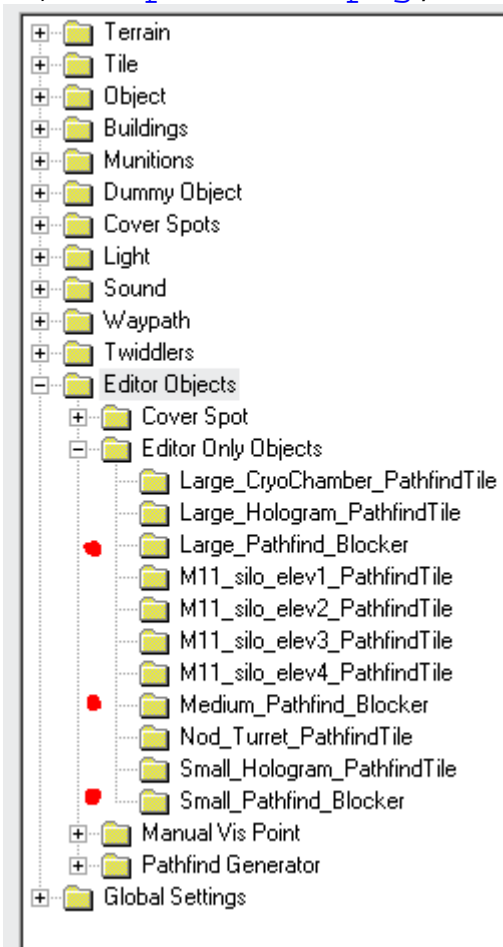 Terrain
Tile
Object
Buildings
Munitions
Dummy Object
Cover Spots
Light
Sound
Waypath
Twiddlers
Editor Objects
Cover Spot
Editor Only Objects
Large_CryoChamber_PathfindTile
Large_Hologram_PathfindTile
Large_Pathfind_Blocker
M11_silo_elev1_PathfindTile
M11_silo_elev2_PathfindTile
M11_silo_elev3_PathfindTile
M11_silo_elev4_PathfindTile
Medium_Pathfind_Blocker
Nod_Turret_PathfindTile
Small_Hologram_PathfindTile
Small_Pathfind_Blocker
Manual Vis Point
Pathfind Generator
Global Settings